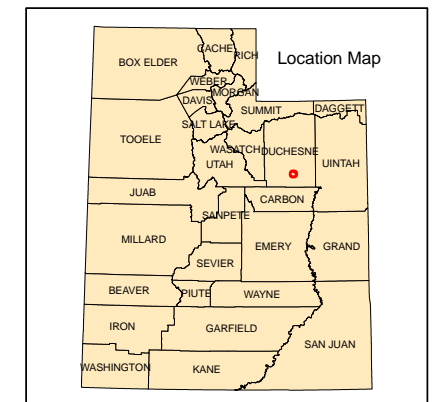 Location Map
BOX ELDER
CACHE
RICH
WEBER
MORGAN
DAVIS
SUMMIT
DAGGETT
SALT LAKE
TOOELE
WASATCH
DUCHESNE
UTAH
UINTAH
JUAB
CARBON
SANPETE
MILLARD
EMERY
GRAND
SEVIER
BEAVER
PIUTE
WAYNE
IRON
GARFIELD
SAN JUAN
WASHINGTON
KANE